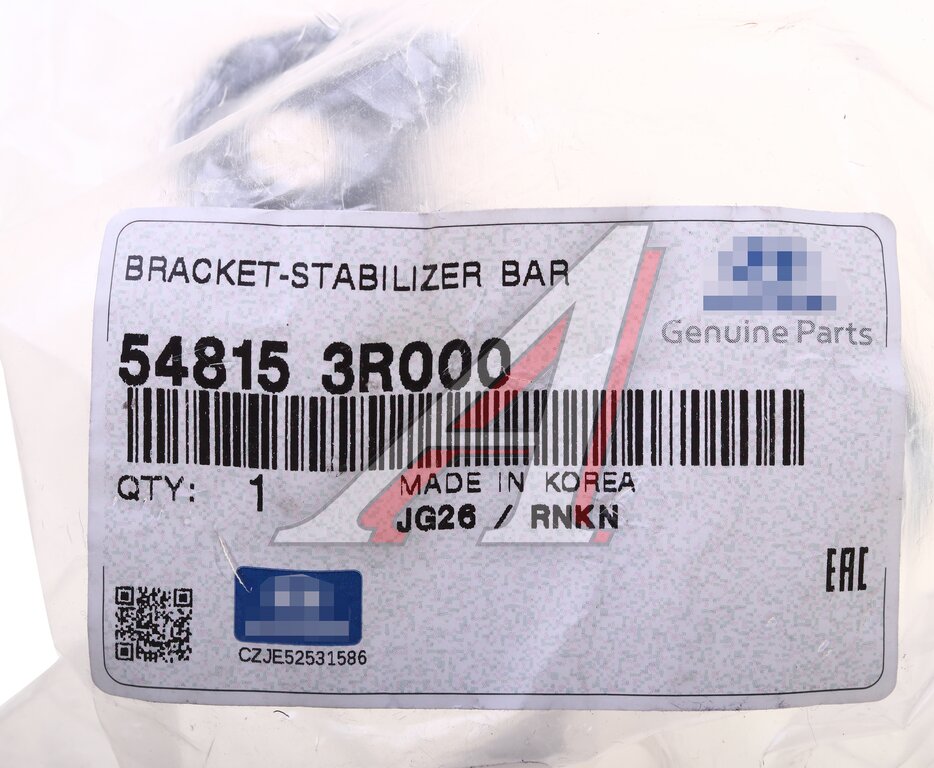 BRACKET-STABILIZER BAR
Genuine Parts
54815 3R000
QTY: 1
MADE IN KOREA
JG26 / RNKN
EAC
CZJE52531586